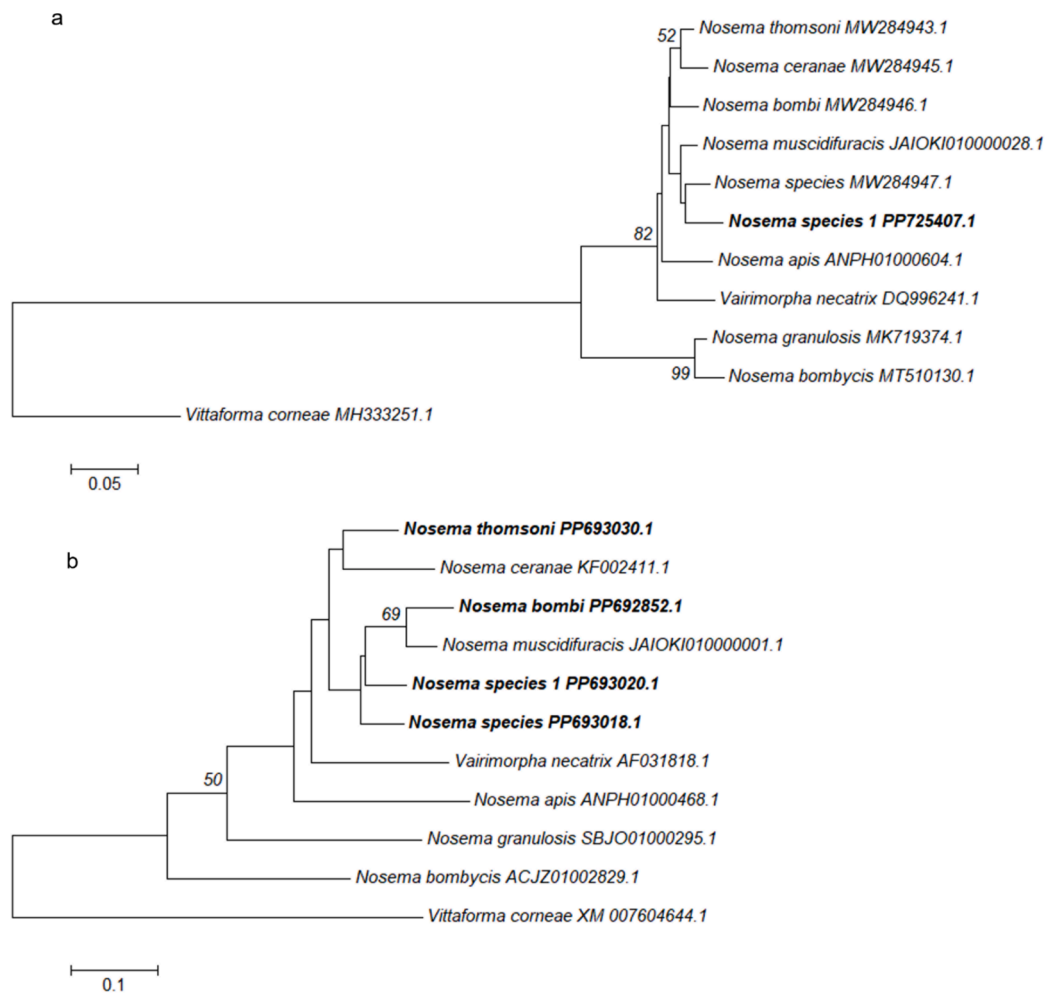 a
52
Nosema thomsoni MW284943.1
Nosema ceranae MW284945.1
Nosema bombi MW284946.1
Nosema muscidifuracis JAIOKI010000028.1
Nosema species MW284947.1
Nosema species 1 PP725407.1
82
Nosema apis ANPH01000604.1
Vairimorpha necatrix DQ996241.1
Nosema granulosis MK719374.1
99
Nosema bombycis MT510130.1
Vittaforma corneae MH333251.1
0.05
b
Nosema thomsoni PP693030.1
Nosema ceranae KF002411.1
69
Nosema bombi PP692852.1
Nosema muscidifuracis JAIOKI010000001.1
Nosema species 1 PP693020.1
Nosema species PP693018.1
Vairimorpha necatrix AF031818.1
50
Nosema apis ANPH01000468.1
Nosema granulosis SBJO01000295.1
Nosema bombycis ACJZ01002829.1
Vittaforma corneae XM 007604644.1
0.1